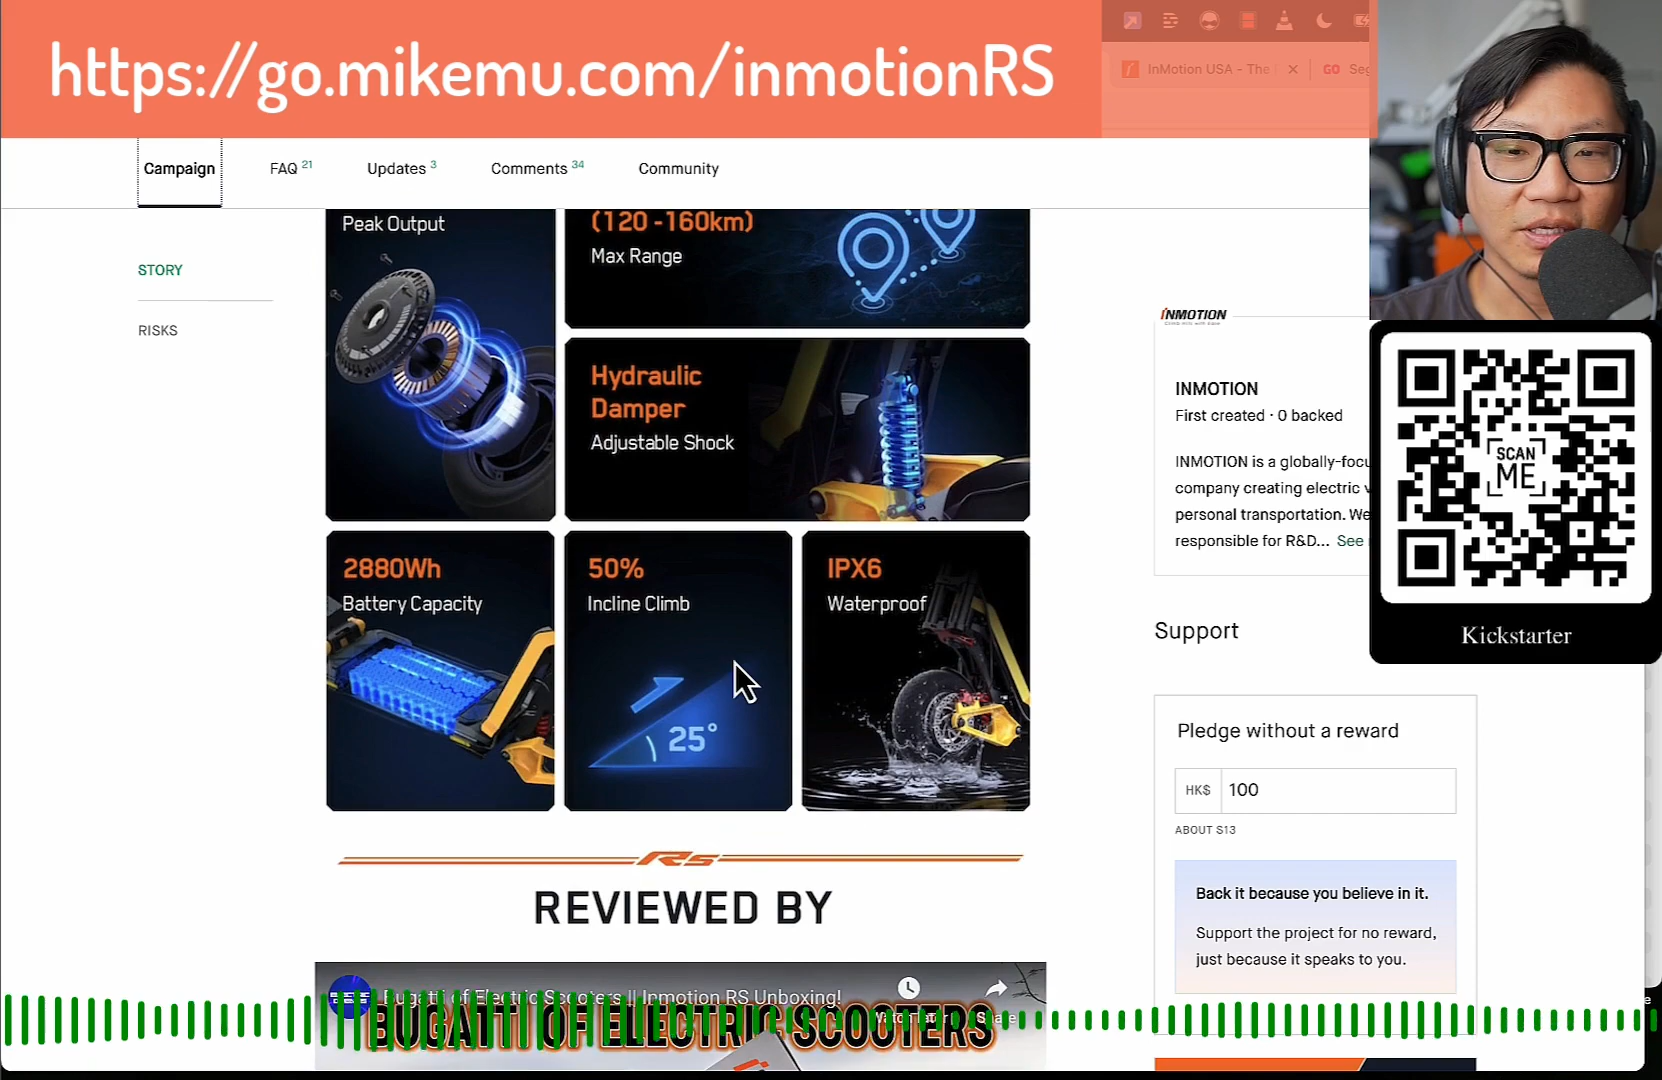 https://go.mikemu.com/inmotionRS
InMotion USA - The
GO Seg
Campaign
FAQ 21
Updates 3
Comments 34
Community
STORY
RISKS
Peak Output
(120 -160km)
Max Range
Hydraulic
Damper
Adjustable Shock
2880Wh
Battery Capacity
50%
Incline Climb
25°
IPX6
Waterproof
RS
REVIEWED BY
Bugatti of Electric Scooters || Inmotion RS Unboxing!
Watch later
Share
BUGATTI OF ELECTRIC SCOOTERS
INMOTION
INMOTION
First created · 0 backed
INMOTION is a globally-focu
company creating electric v
personal transportation. We
responsible for R&D... See
Support
Pledge without a reward
HK$ 100
ABOUT $13
Back it because you believe in it.
Support the project for no reward,
just because it speaks to you.
SCAN
ME
Kickstarter